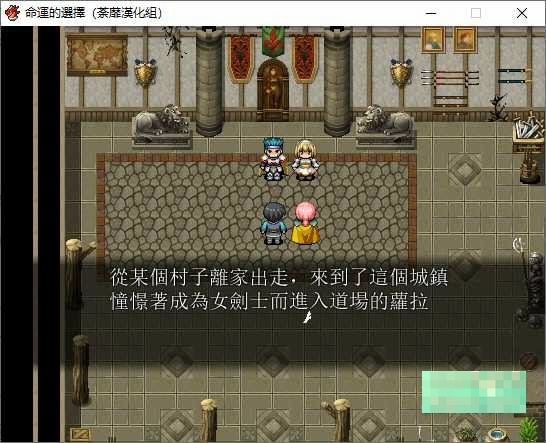 命運的選擇（荼靡漢化組）
從某個村子離家出走，來到了這個城鎮
憧憬著成為女劍士而進入道場的蘿拉